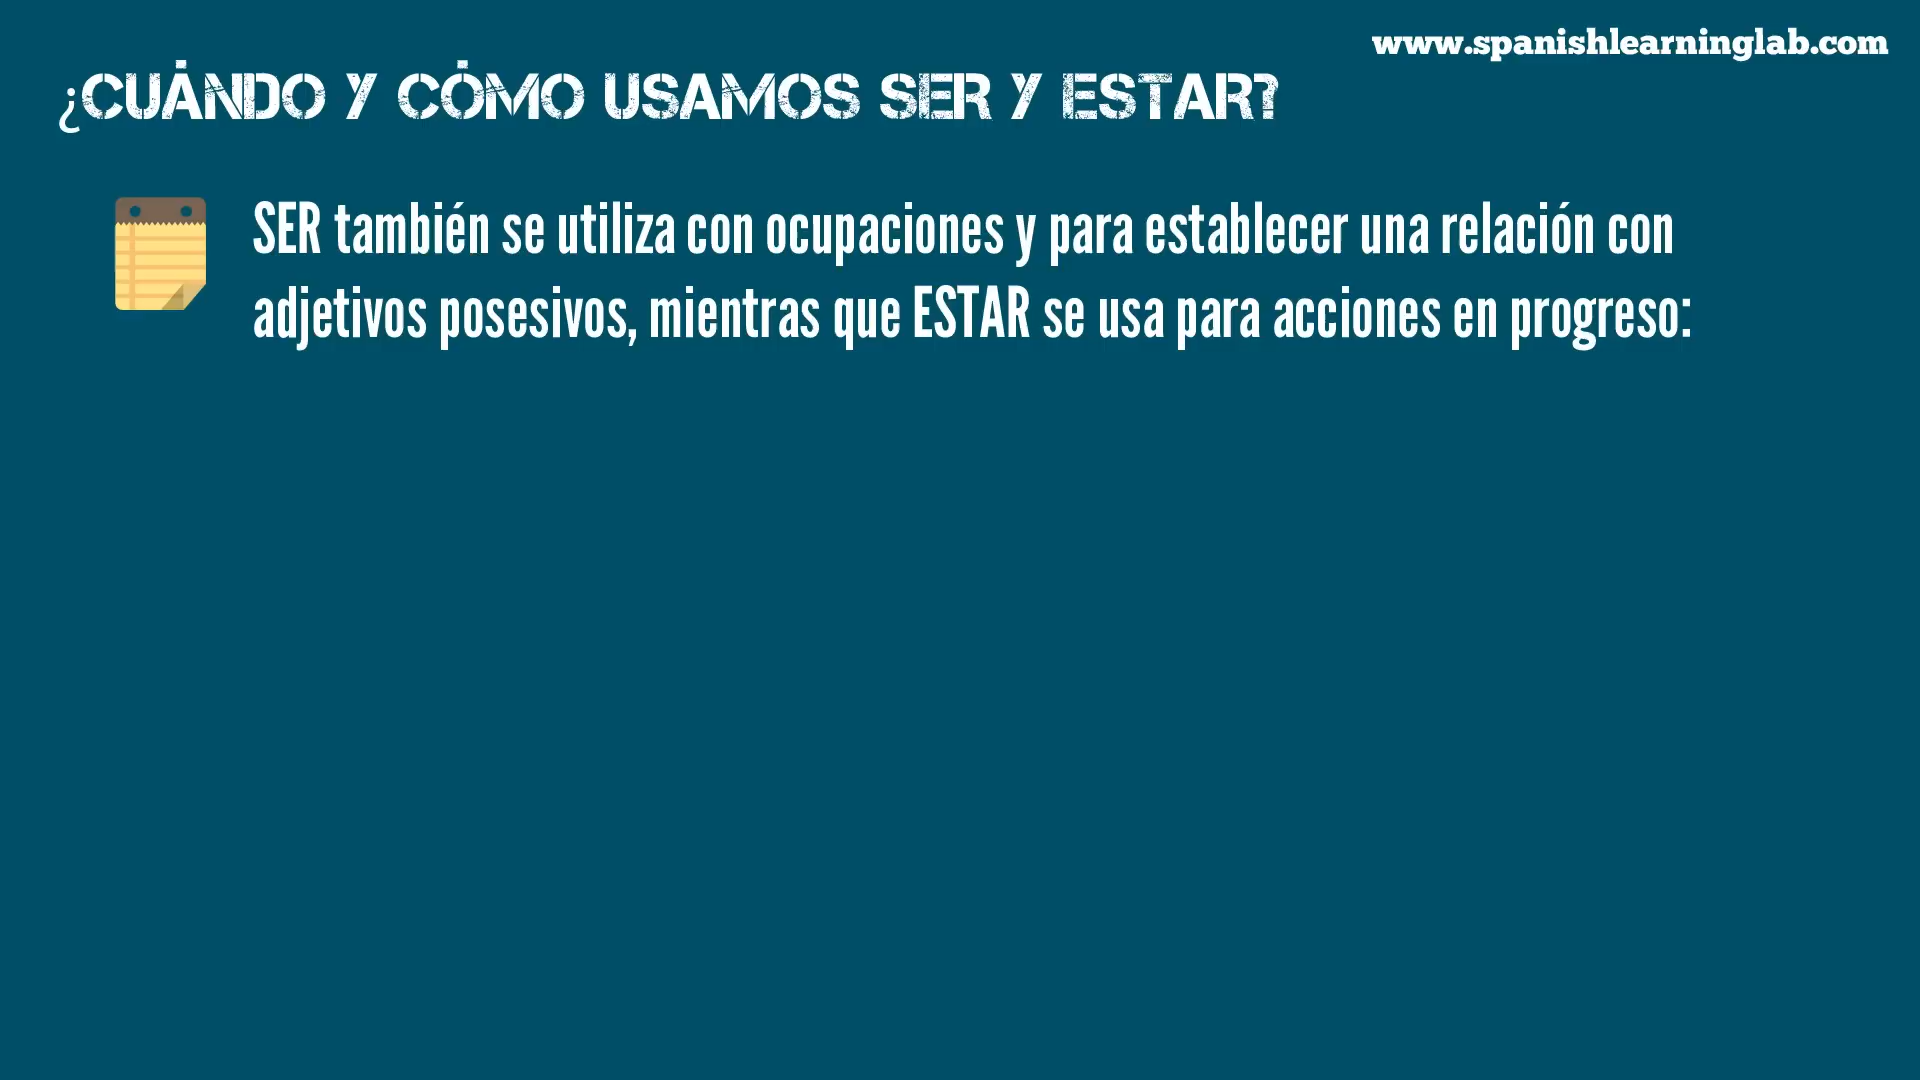 www.spanishlearninglab.com
¿CUÁNDO Y CÓMO USAMOS SER Y ESTAR?
SER también se utiliza con ocupaciones y para establecer una relación con
adjetivos posesivos, mientras que ESTAR se usa para acciones en progreso: